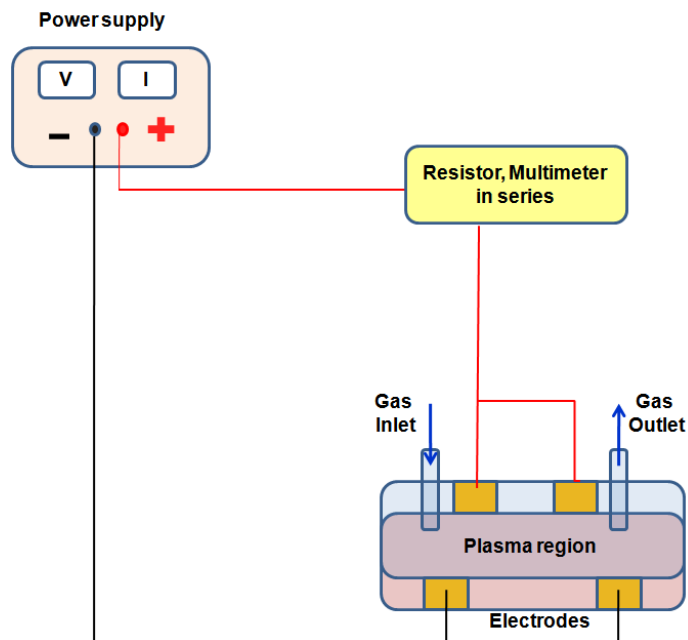 Power supply
V
I
Resistor, Multimeter
in series
Gas
Inlet
Gas
Outlet
Plasma region
Electrodes